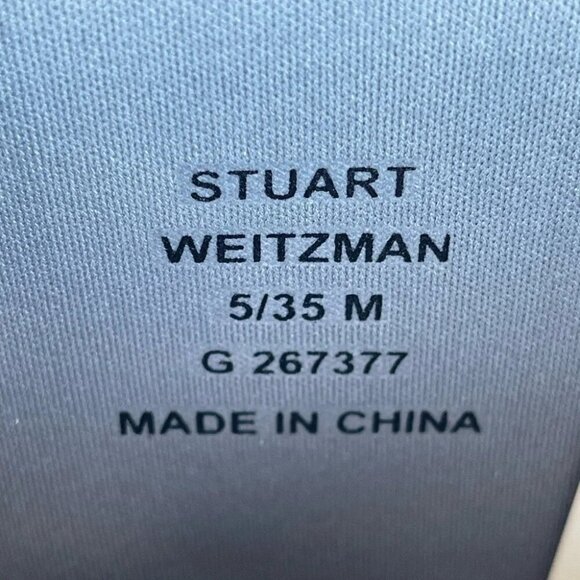 STUART
WEITZMAN
5/35 M
G 267377
MADE IN CHINA